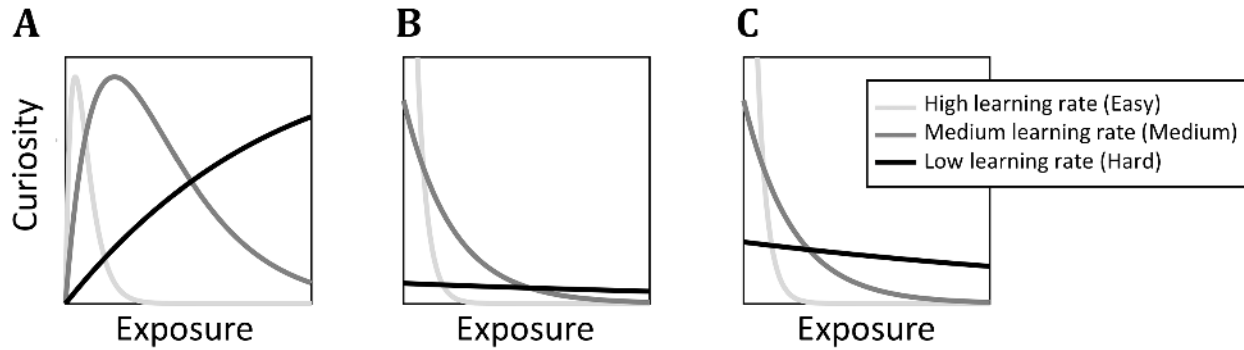 A
B
C
Curiosity
High learning rate (Easy)
Medium learning rate (Medium)
Low learning rate (Hard)
Exposure
Exposure
Exposure